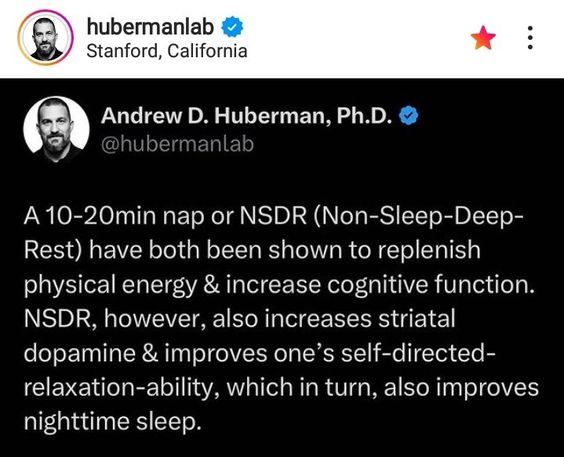 hubermanlab
Stanford, California
Andrew D. Huberman, Ph.D.
@hubermanlab
A 10-20min nap or NSDR (Non-Sleep-Deep-
Rest) have both been shown to replenish
physical energy & increase cognitive function.
NSDR, however, also increases striatal
dopamine & improves one’s self-directed-
relaxation-ability, which in turn, also improves
nighttime sleep.